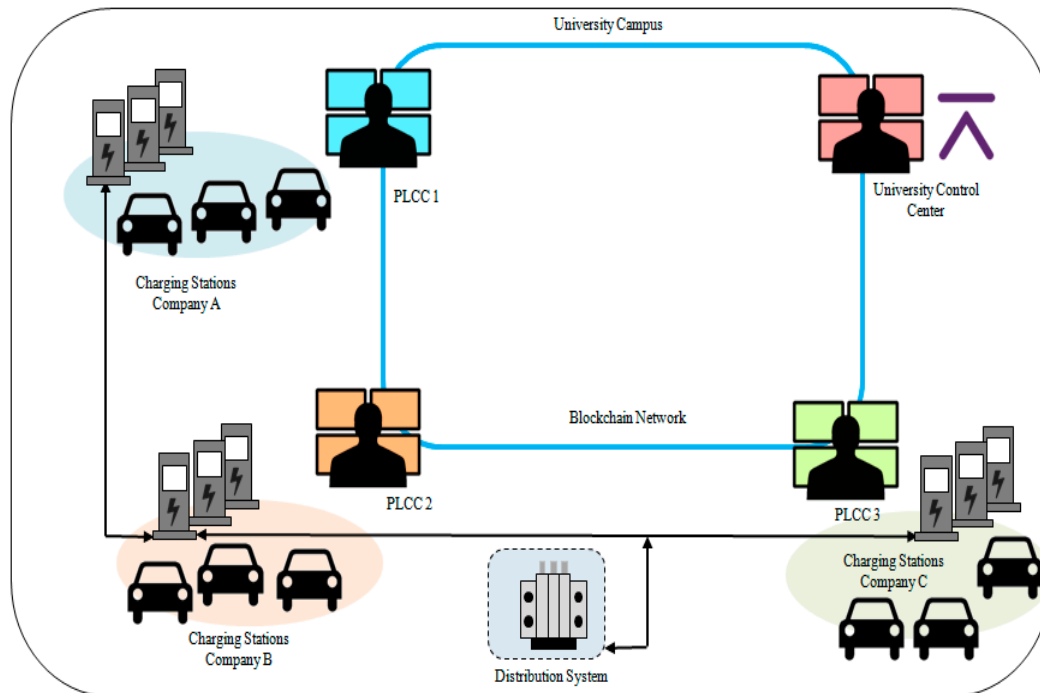 University Campus
PLCC 1
University Control
Center
Charging Stations
Company A
Blockchain Network
PLCC 2
PLCC 3
Charging Stations
Company C
Charging Stations
Company B
Distribution System